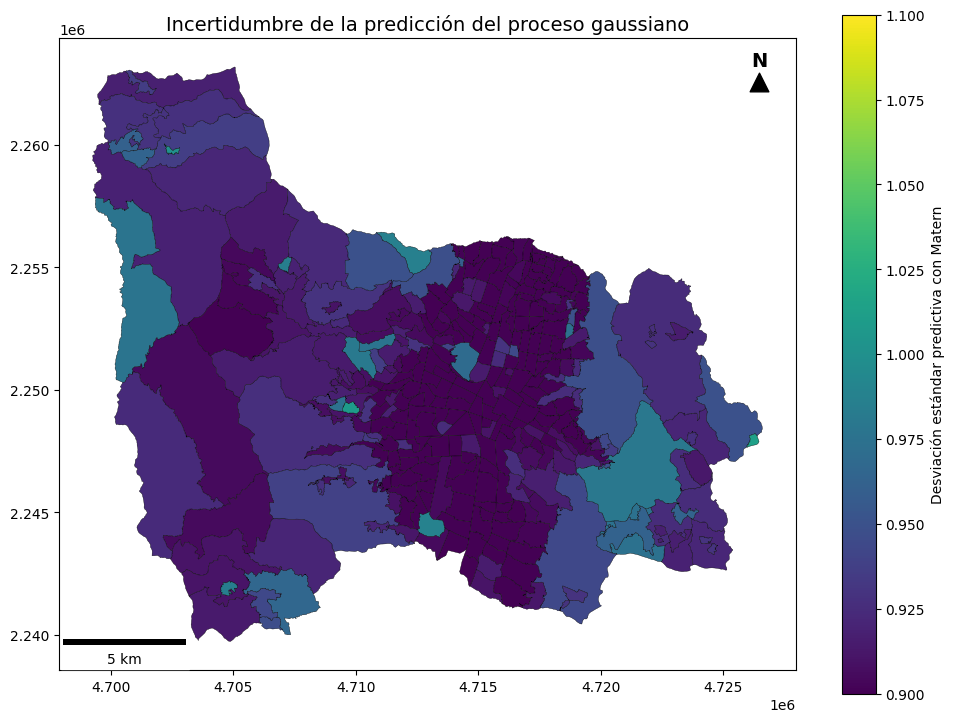 Incertidumbre de la predicción del proceso gaussiano
1e6
N
2.260
2.255
2.250
2.245
2.240
5 km
4.700 4.705 4.710 4.715 4.720 4.725
1e6
1.100
1.075
1.050
1.025
1.000
0.975
0.950
0.925
0.900
Desviación estándar predictiva con Matern